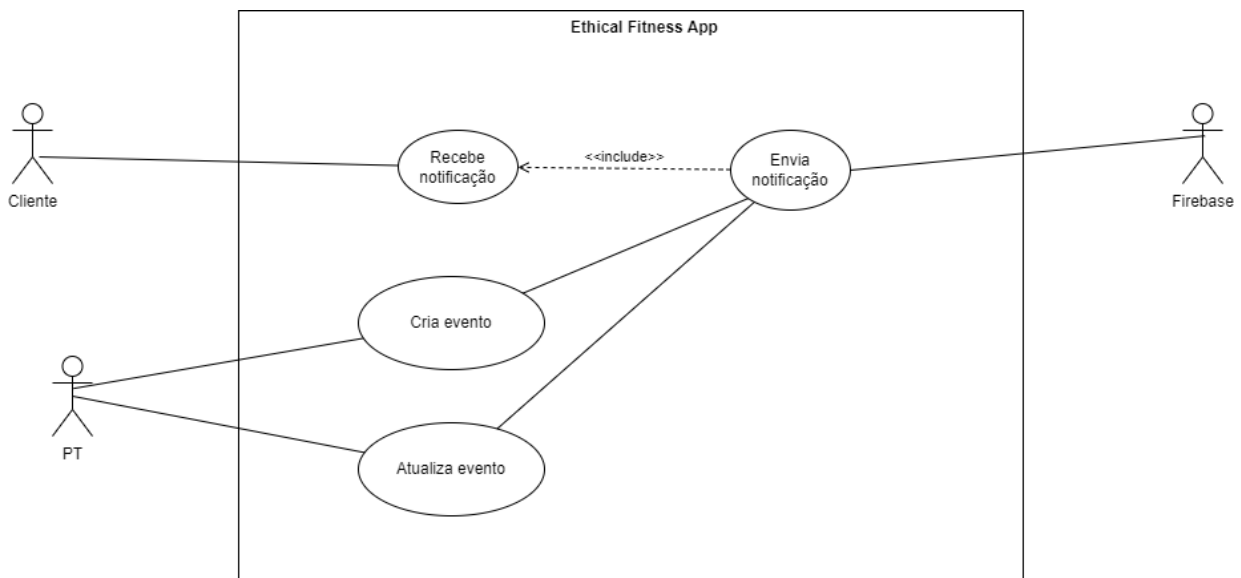 Ethical Fitness App
Recebe
notificação
<<include>>
Envia
notificação
Cliente
Firebase
Cria evento
PT
Atualiza evento